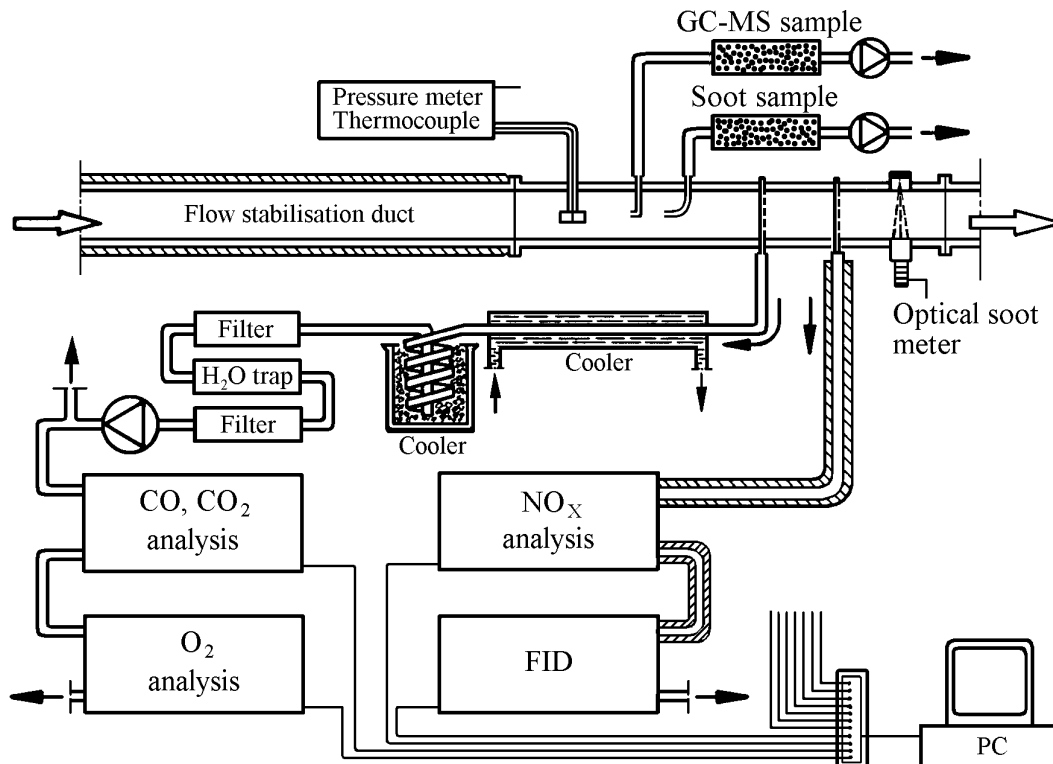 GC-MS sample
Pressure meter
Thermocouple
Soot sample
Flow stabilisation duct
Optical soot
meter
Filter
Cooler
H₂O trap
Filter
Cooler
CO, CO₂
analysis
NOX
analysis
O₂
analysis
FID
PC